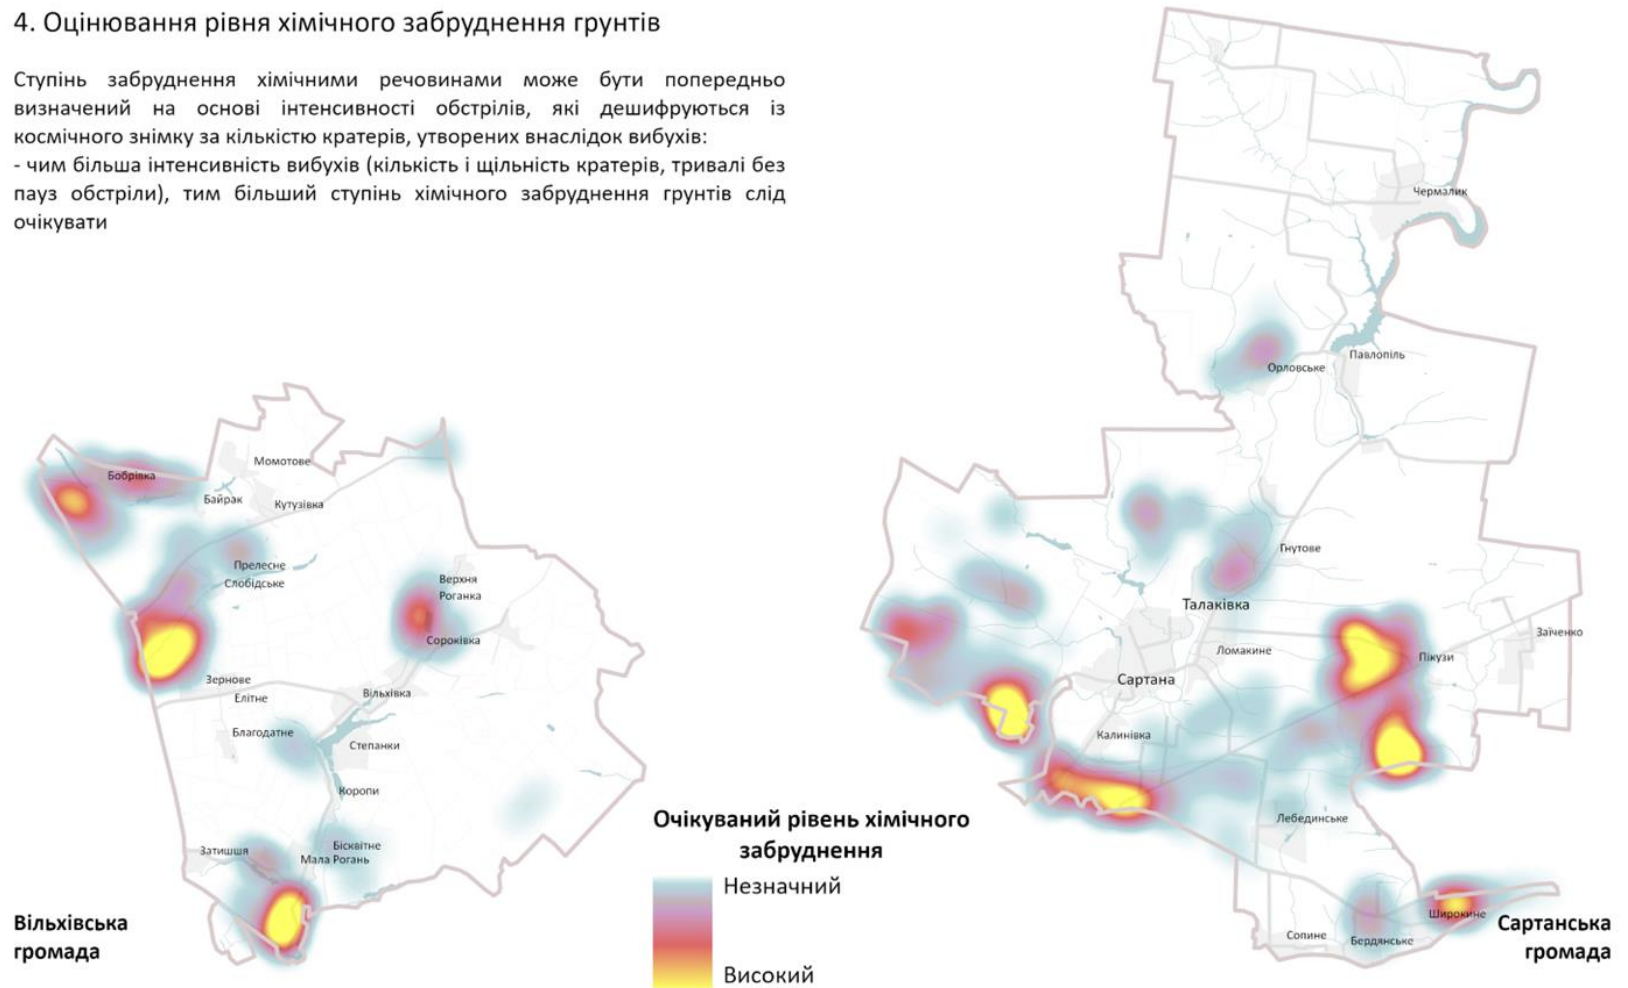 4. Оцінювання рівня хімічного забруднення грунтів
Ступінь забруднення хімічними речовинами може бути попередньо
визначений на основі інтенсивності обстрілів, які дешифруються із
космічного знімку за кількістю кратерів, утворених внаслідок вибухів:
- чим більша інтенсивність вибухів (кількість і щільність кратерів, тривалі без
пауз обстріли), тим більший ступінь хімічного забруднення грунтів слід
очікувати
Бобрівка
Момотове
Байрак
Кутузівка
Прелесне
Слобідське
Верхня
Роганка
Сороківка
Зернове
Елітне
Вільхівка
Благодатне
Степанки
Коропи
Затишшя
Бісквітне
Мала Рогань
Вільхівська
громада
Очікуваний рівень хімічного
забруднення
Незначний
Високий
Чермалик
Павлопіль
Орловське
Гнутове
Талаківка
Заїченко
Ломакине
Пікузи
Сартана
Калинівка
Лебединське
Широкине
Сопине
Бердянське
Сартанська
громада